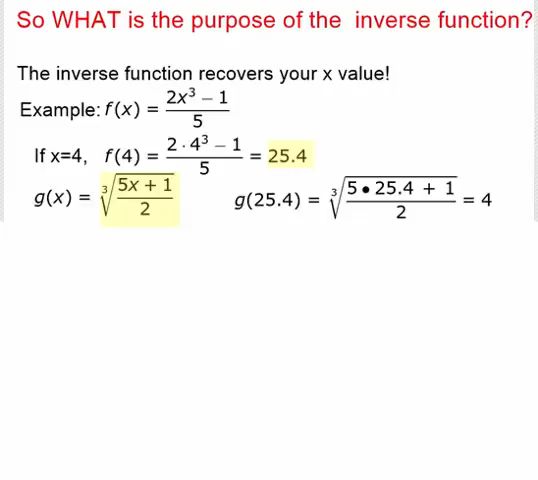 So WHAT is the purpose of the inverse function?
The inverse function recovers your x value!
Example: f(x) = (2x³ – 1)/5
If x=4, f(4) = (2 · 4³ – 1)/5 = 25.4
g(x) = ∛((5x + 1)/2) g(25.4) = ∛((5 • 25.4 + 1)/2) = 4